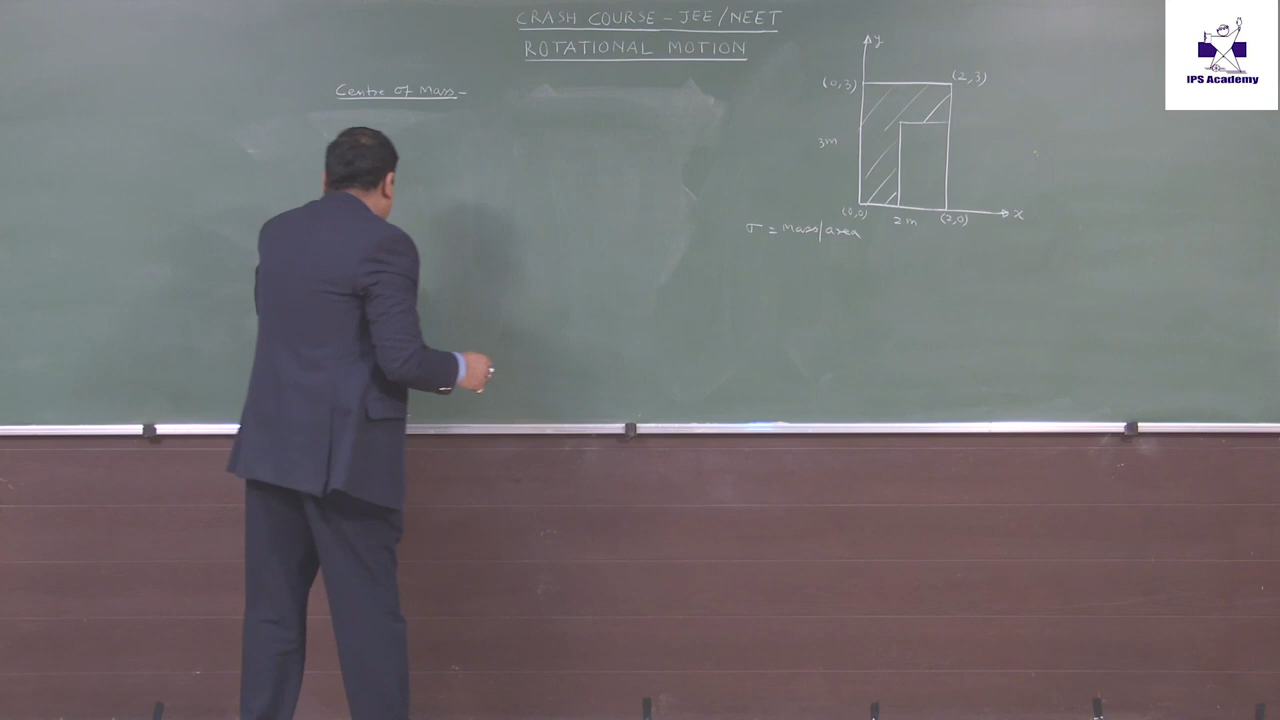 CRASH COURSE - JEE/NEET
ROTATIONAL MOTION
Centre of Mass -
y
(0,3)
(2,3)
3m
(0,0)
2m
(2,0)
x
σ = Mass/area
IPS Academy